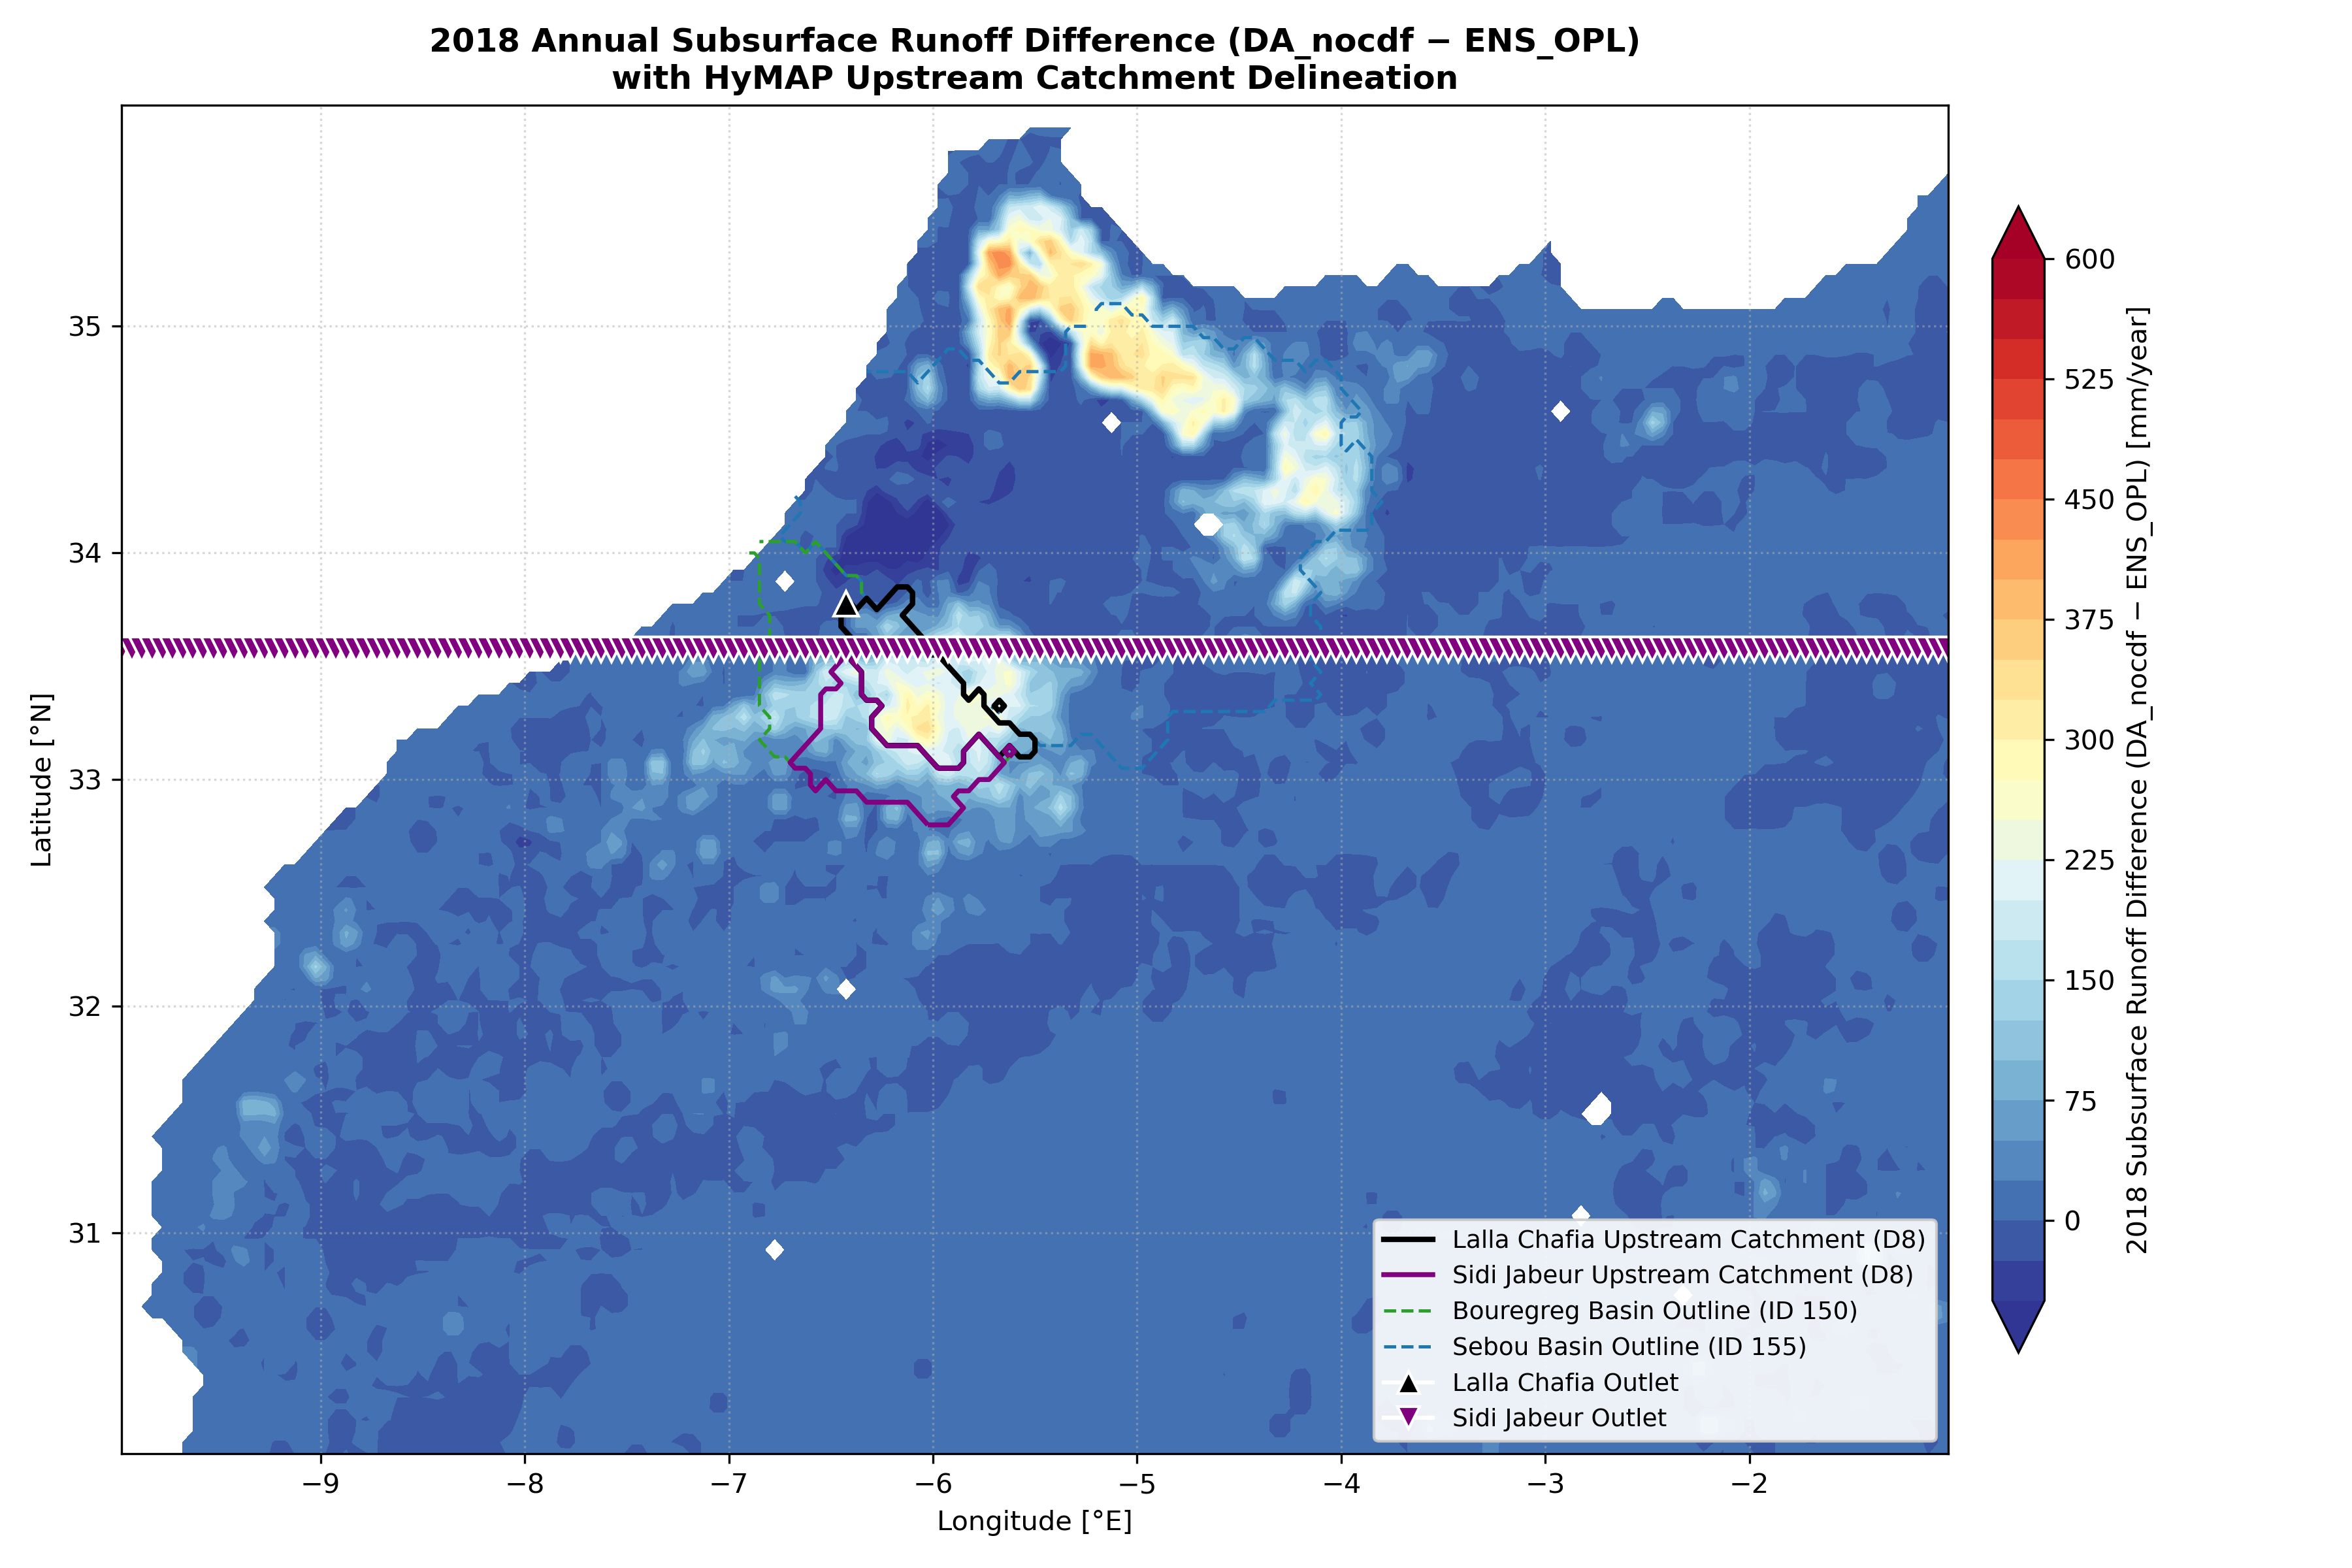 2018 Annual Subsurface Runoff Difference (DA_nocdf − ENS_OPL)
with HyMAP Upstream Catchment Delineation
Latitude [°N]
35
34
33
32
31
−9
−8
−7
−6
−5
−4
−3
−2
Longitude [°E]
Lalla Chafia Upstream Catchment (D8)
Sidi Jabeur Upstream Catchment (D8)
Bouregreg Basin Outline (ID 150)
Sebou Basin Outline (ID 155)
Lalla Chafia Outlet
Sidi Jabeur Outlet
600
525
450
375
300
225
150
75
0
2018 Subsurface Runoff Difference (DA_nocdf − ENS_OPL) [mm/year]